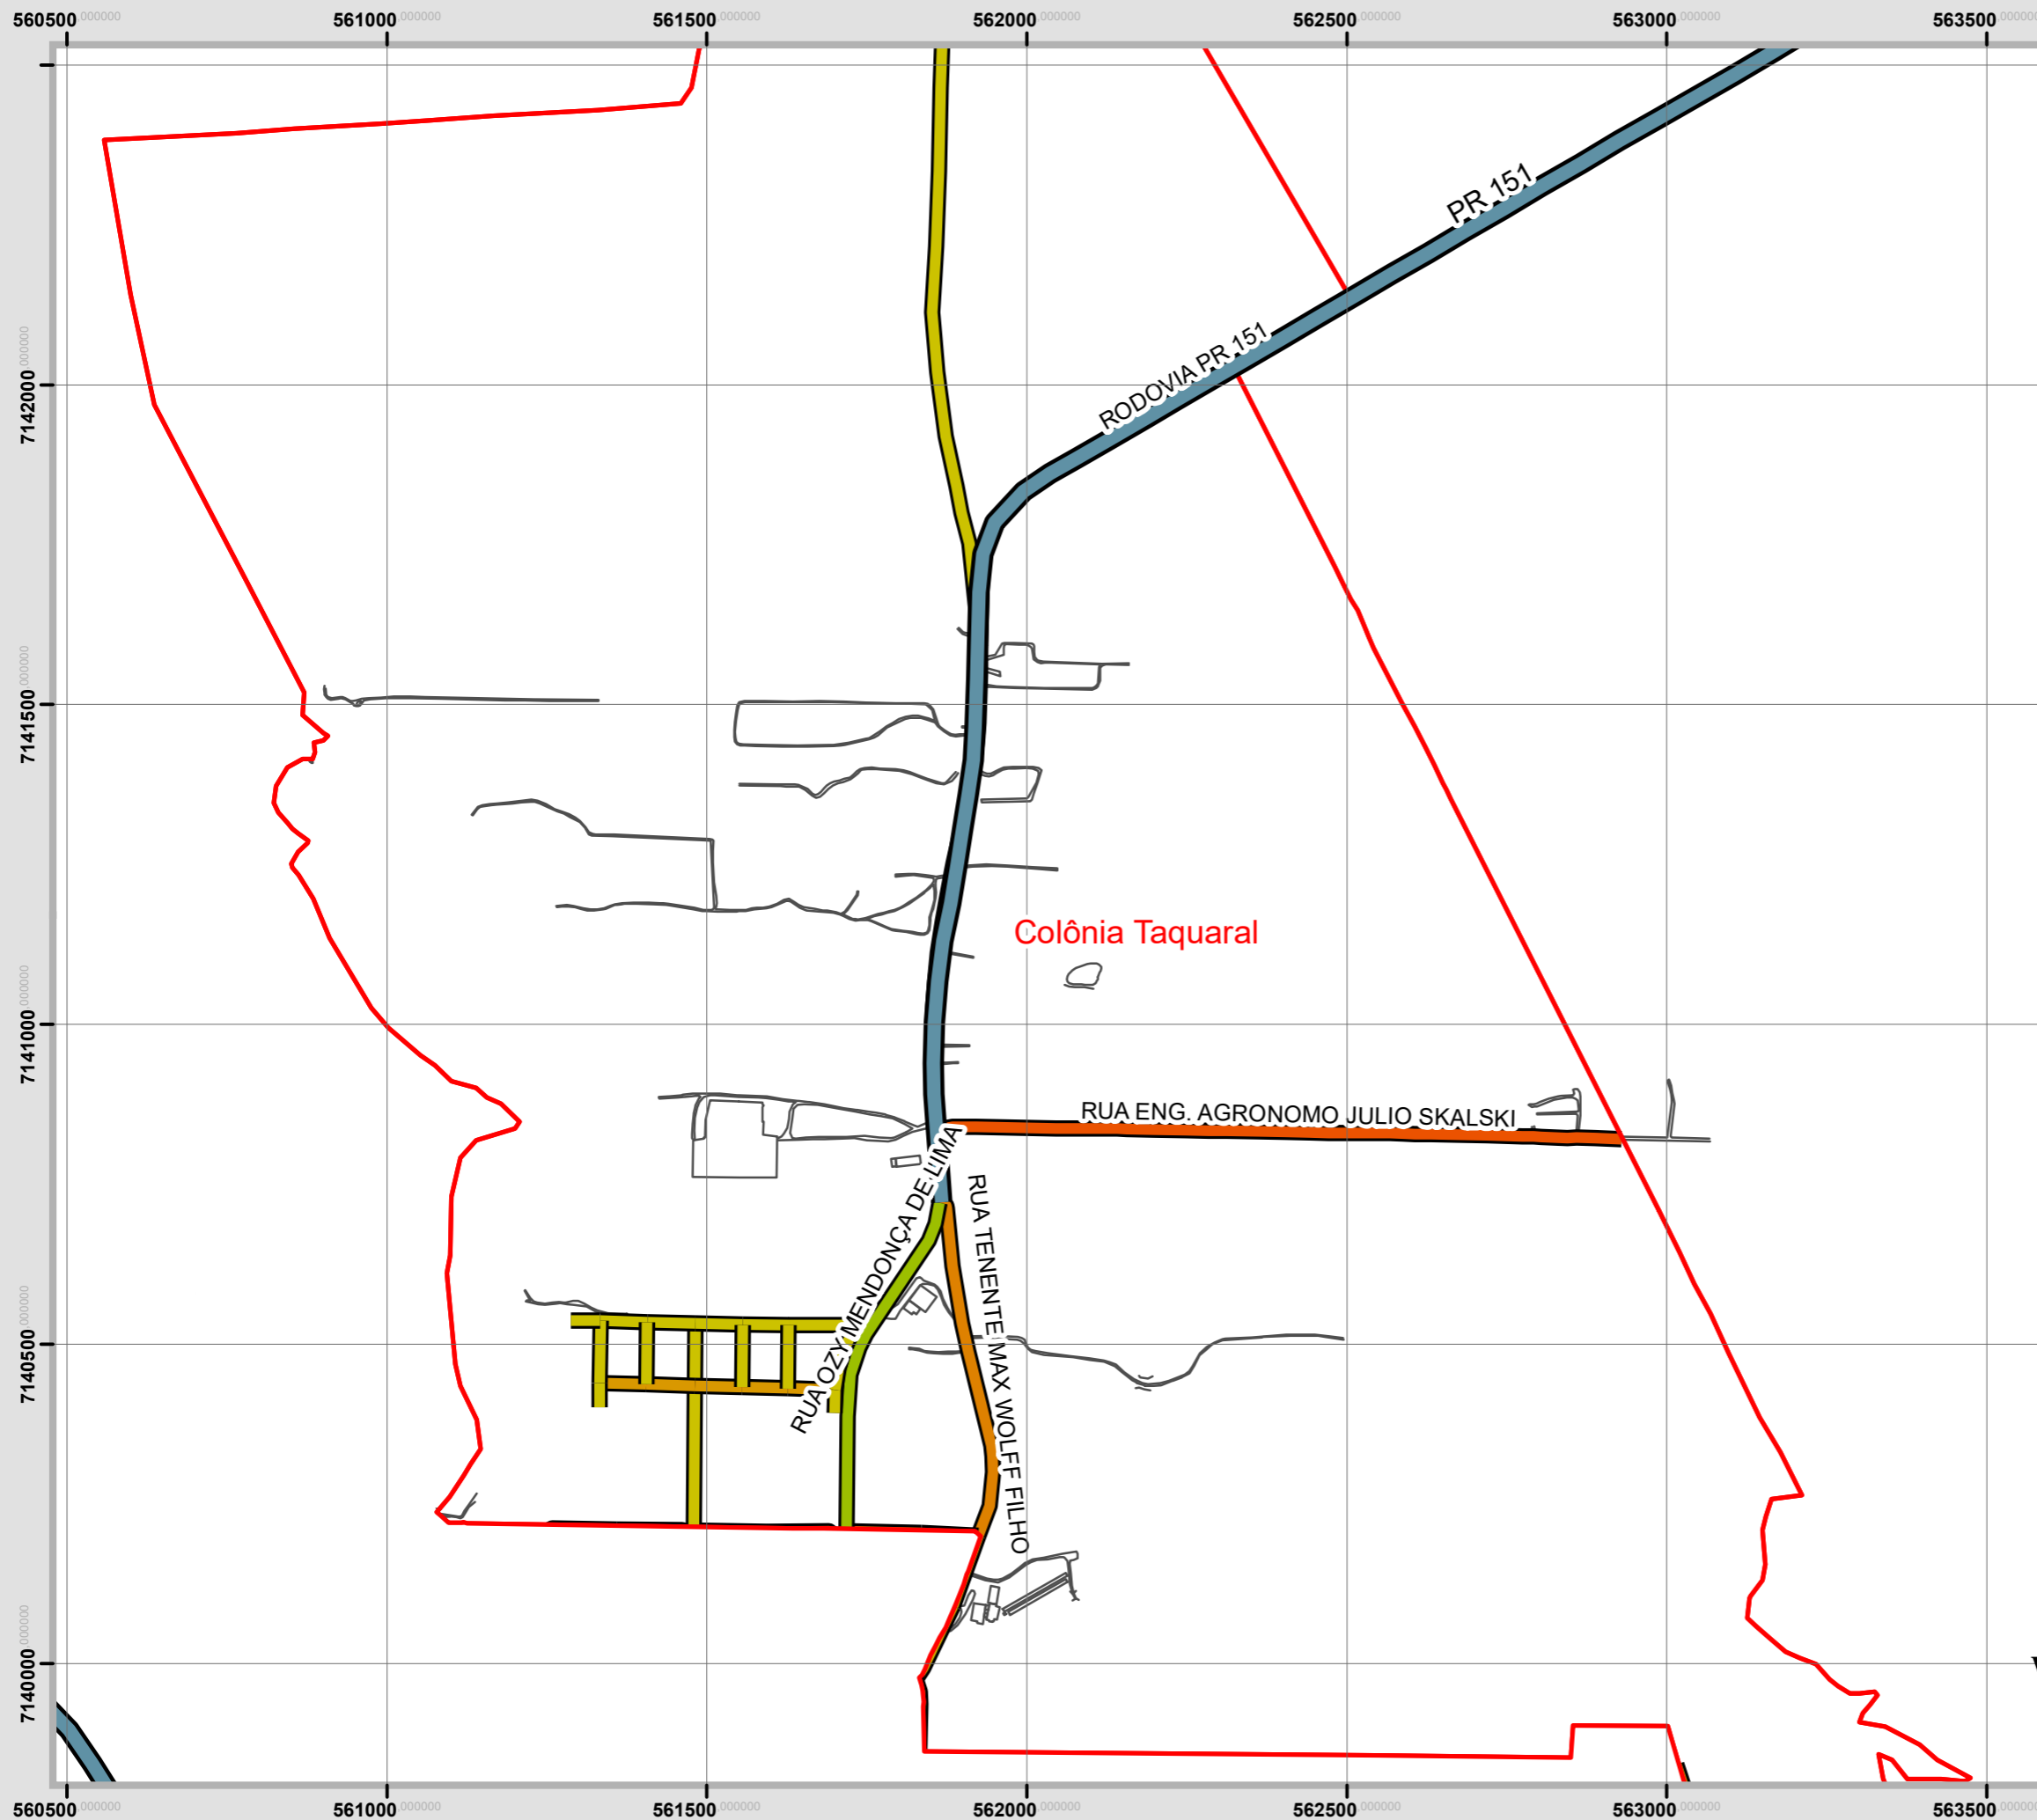 560500.000000 561000.000000 561500.000000 562000.000000 562500.000000 563000.000000 563500.000000
PR 151
RODOVIA PR 151
7142000.000000
7141500.000000
Colônia Taquaral
7141000.000000
RUA ENG. AGRONOMO JULIO SKALSKI
RUA OZY MENDONÇA DE LIMA
RUA TENENTE MAX WOLFF FILHO
7140500.000000
7140000.000000
560500.000000 561000.000000 561500.000000 562000.000000 562500.000000 563000.000000 563500.000000